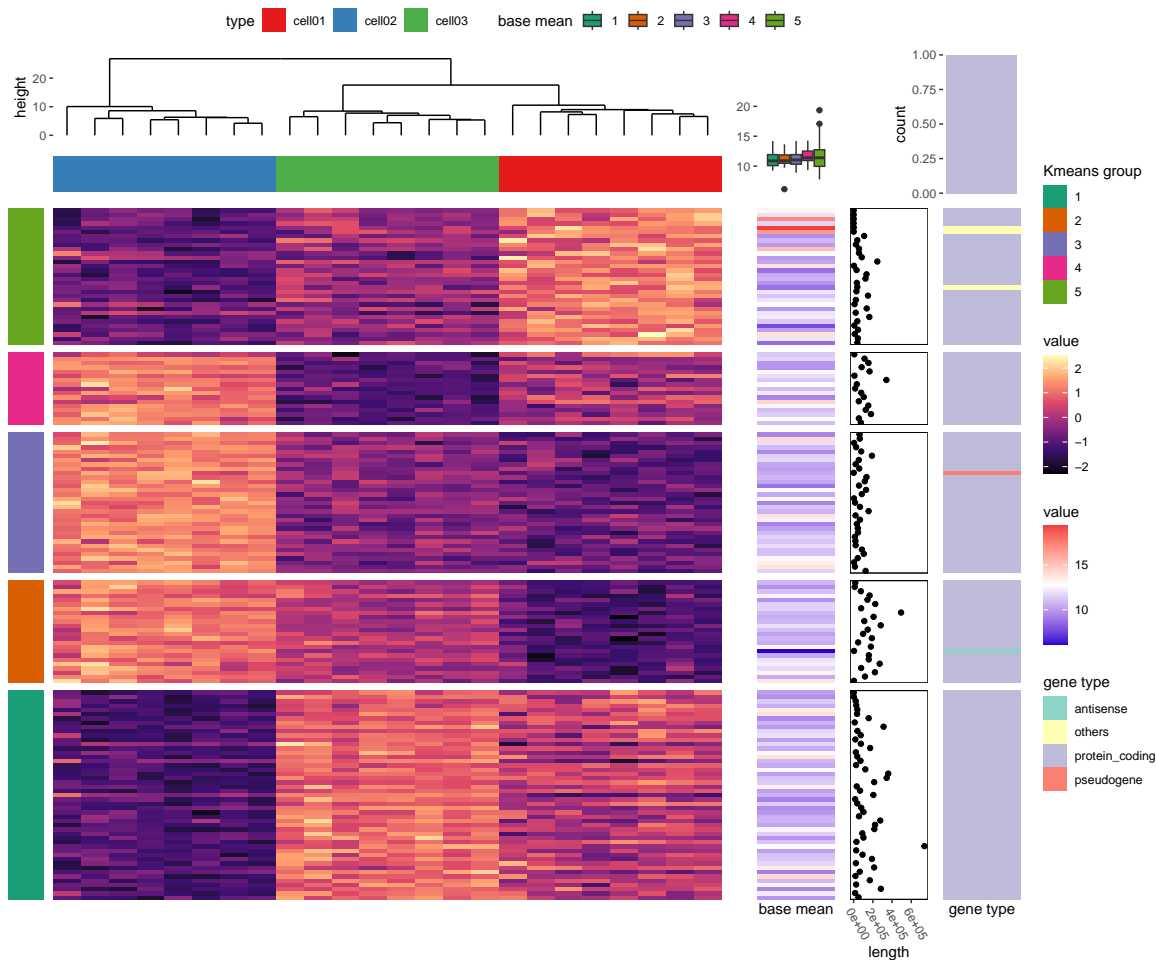 type cell01 cell02 cell03 base mean 1 2 3 4 5
height
20
10
0
20
15
10
count
1.00
0.75
0.50
0.25
0.00
Kmeans group
1
2
3
4
5
value
2
1
0
−1
−2
value
15
10
gene type
antisense
others
protein_coding
pseudogene
base mean
0e+00
2e+05
4e+05
6e+05
length
gene type